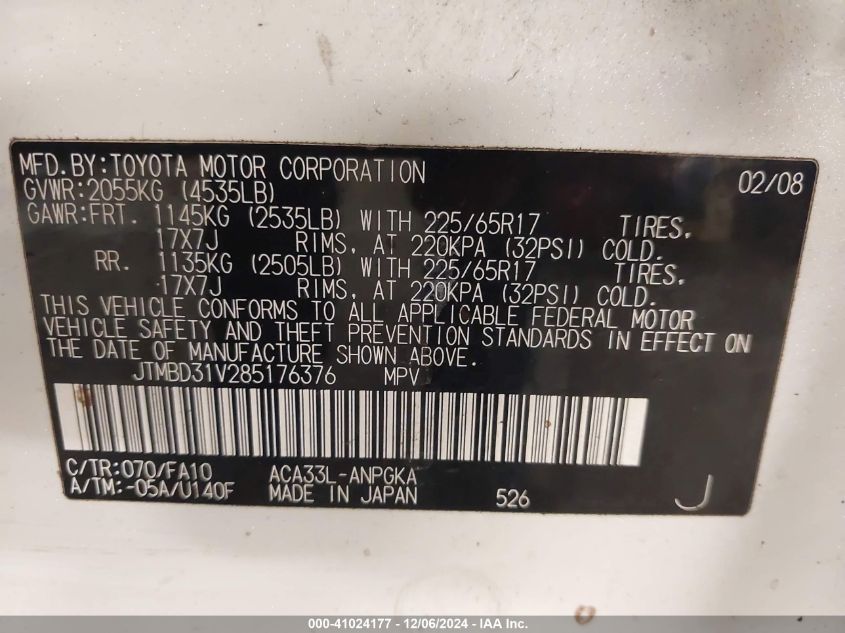 MFD.BY:TOYOTA MOTOR CORPORATION 02/08
GVWR:2055KG (4535LB)
GAWR:FRT. 1145KG (2535LB) WITH 225/65R17 TIRES,
17X7J RIMS, AT 220KPA (32PSI) COLD.
RR. 1135KG (2505LB) WITH 225/65R17 TIRES,
17X7J RIMS, AT 220KPA (32PSI) COLD.
THIS VEHICLE CONFORMS TO ALL APPLICABLE FEDERAL MOTOR
VEHICLE SAFETY AND THEFT PREVENTION STANDARDS IN EFFECT ON
THE DATE OF MANUFACTURE SHOWN ABOVE.
JTMBD31V285176376 MPV
C/TR:070/FA10 ACA33L-ANPGKA
A/TM:-05A/U140F MADE IN JAPAN 526 J
000-41024177 - 12/06/2024 - IAA Inc.